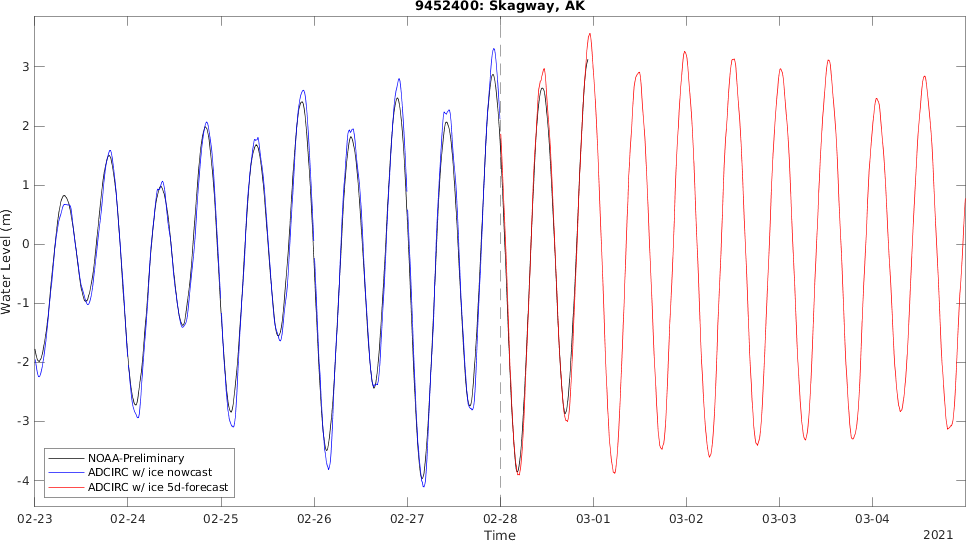 9452400: Skagway, AK
3
2
1
0
-1
-2
-3
-4
Water Level (m)
NOAA-Preliminary
ADCIRC w/ ice nowcast
ADCIRC w/ ice 5d-forecast
02-23 02-24 02-25 02-26 02-27 02-28 03-01 03-02 03-03 03-04
Time
2021